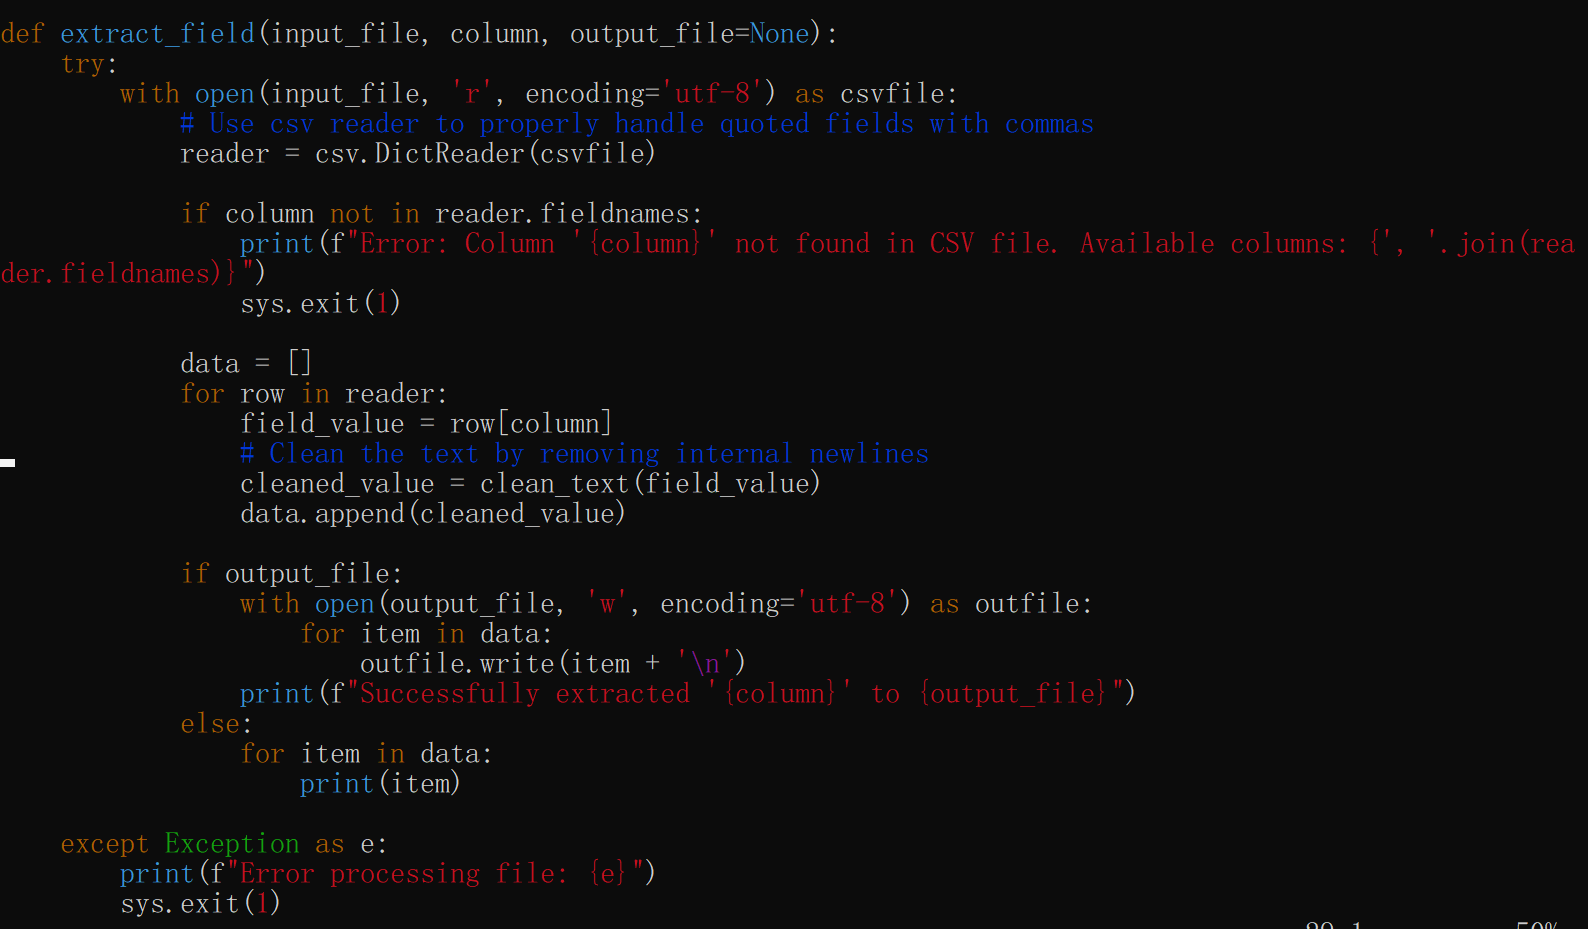 def extract_field(input_file, column, output_file=None):
    try:
        with open(input_file, 'r', encoding='utf-8') as csvfile:
            # Use csv reader to properly handle quoted fields with commas
            reader = csv.DictReader(csvfile)

            if column not in reader.fieldnames:
                print(f"Error: Column '{column}' not found in CSV file. Available columns: {', '.join(rea
der.fieldnames)}")
                sys.exit(1)

            data = []
            for row in reader:
                field_value = row[column]
                # Clean the text by removing internal newlines
                cleaned_value = clean_text(field_value)
                data.append(cleaned_value)

            if output_file:
                with open(output_file, 'w', encoding='utf-8') as outfile:
                    for item in data:
                        outfile.write(item + '\n')
                print(f"Successfully extracted '{column}' to {output_file}")
            else:
                for item in data:
                    print(item)

    except Exception as e:
        print(f"Error processing file: {e}")
        sys.exit(1)